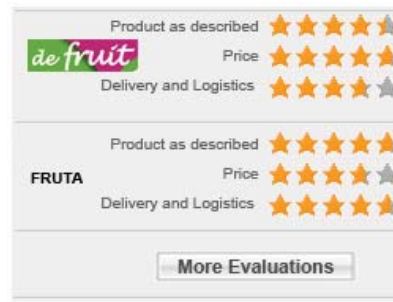 Product as described
de fruit
Price
Delivery and Logistics
Product as described
FRUTA
Price
Delivery and Logistics
More Evaluations